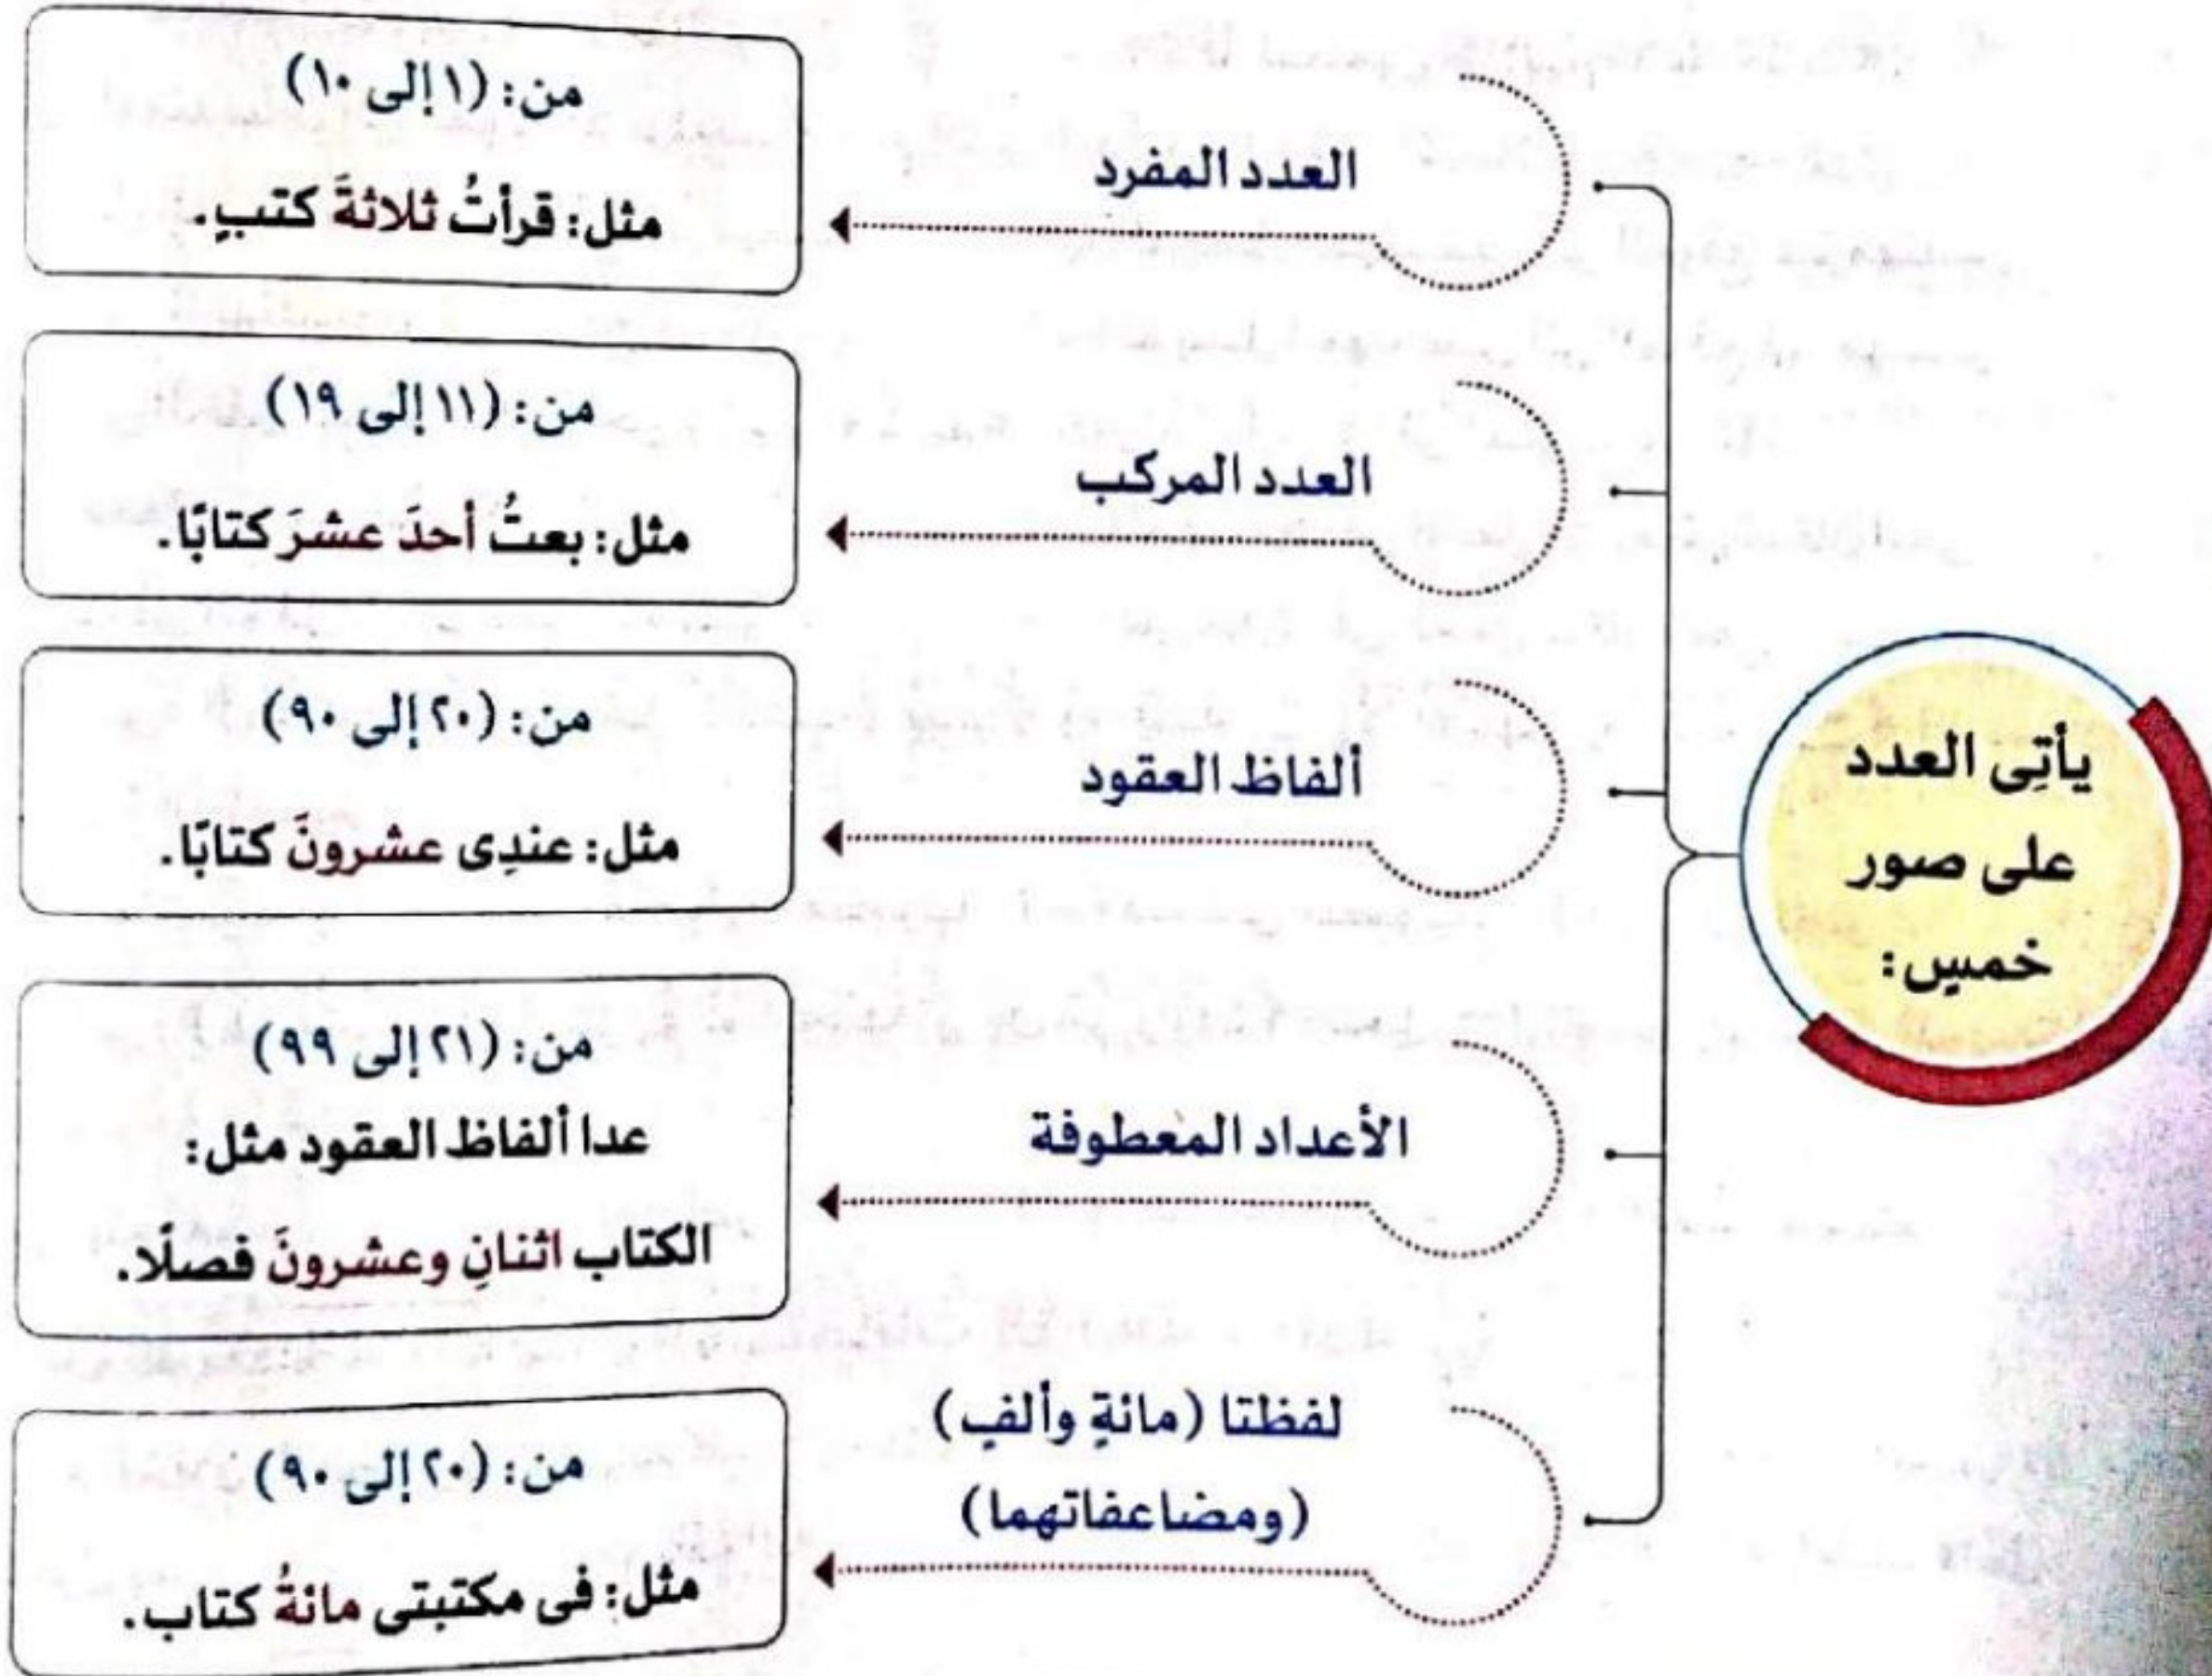 يأتِى العدد
على صور
خمسٍ:
العدد المفرد
من: (١ إلى ١٠)
مثل: قرأتُ ثلاثةَ كتبٍ.
العدد المركب
من: (١١ إلى ١٩)
مثل: بعتُ أحدَ عشرَ كتابًا.
ألفاظ العقود
من: (٢٠ إلى ٩٠)
مثل: عندِى عشرونَ كتابًا.
الأعداد المعطوفة
من: (٢١ إلى ٩٩)
عدا ألفاظ العقود مثل:
الكتاب اثنانِ وعشرونَ فصلًا.
لفظتا (مائةٍ وألفٍ)
(ومضاعفاتهما)
من: (٢٠ إلى ٩٠)
مثل: فى مكتبتى مائةُ كتاب.